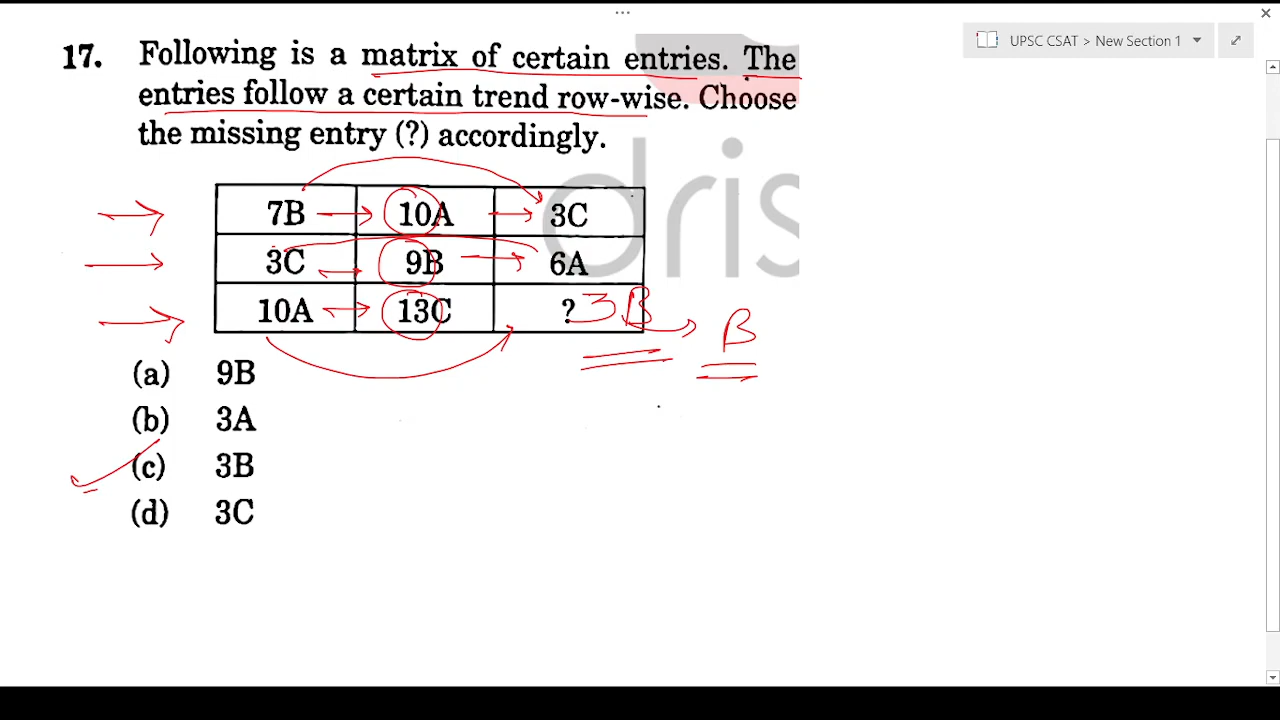 UPSC CSAT > New Section 1
17. Following is a matrix of certain entries. The
entries follow a certain trend row-wise. Choose
the missing entry (?) accordingly.
7B 10A 3C
3C 9B 6A
10A 13C ? 3B
B
(a) 9B
(b) 3A
(c) 3B
(d) 3C
dris